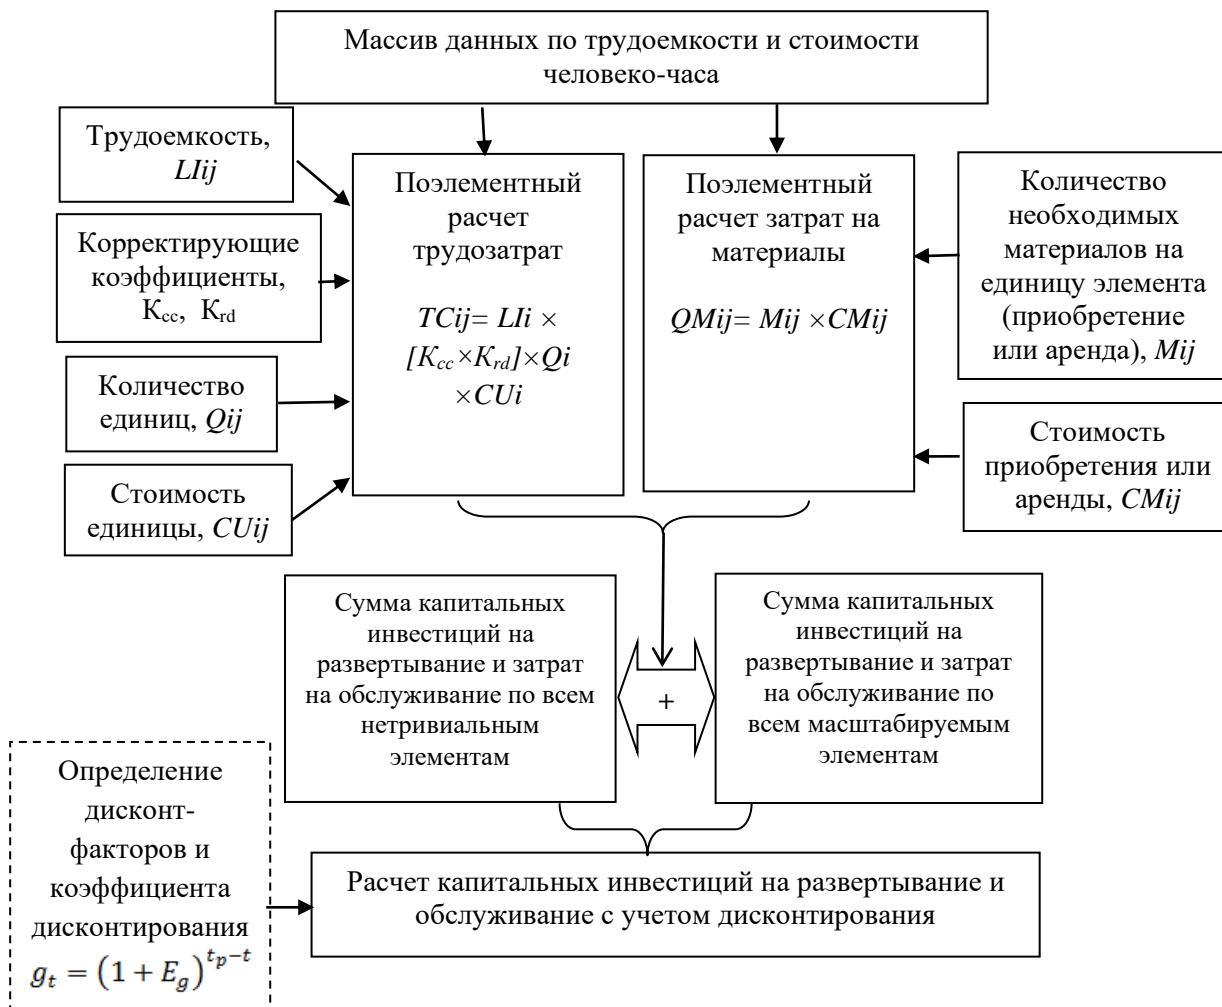 Массив данных по трудоемкости и стоимости
человеко-часа
Трудоемкость,
LIij
Корректирующие
коэффициенты,
Kcc, Krd
Количество
единиц, Qij
Стоимость
единицы, CUij
Поэлементный
расчет
трудозатрат
TCij= LIi ×
[Kcc×Krd]×Qi
×CUi
Поэлементный
расчет затрат на
материалы
QMij= Mij ×CMij
Количество
необходимых
материалов на
единицу элемента
(приобретение
или аренда), Mij
Стоимость
приобретения или
аренды, CMij
Сумма капитальных
инвестиций на
развертывание и затрат
на обслуживание по всем
нетривиальным
элементам
+
Сумма капитальных
инвестиций на
развертывание и затрат
на обслуживание по
всем масштабируемым
элементам
Определение
дисконт-
факторов и
коэффициента
дисконтирования
g_t = (1 + E_g)^{t_p−t}
Расчет капитальных инвестиций на развертывание и
обслуживание с учетом дисконтирования